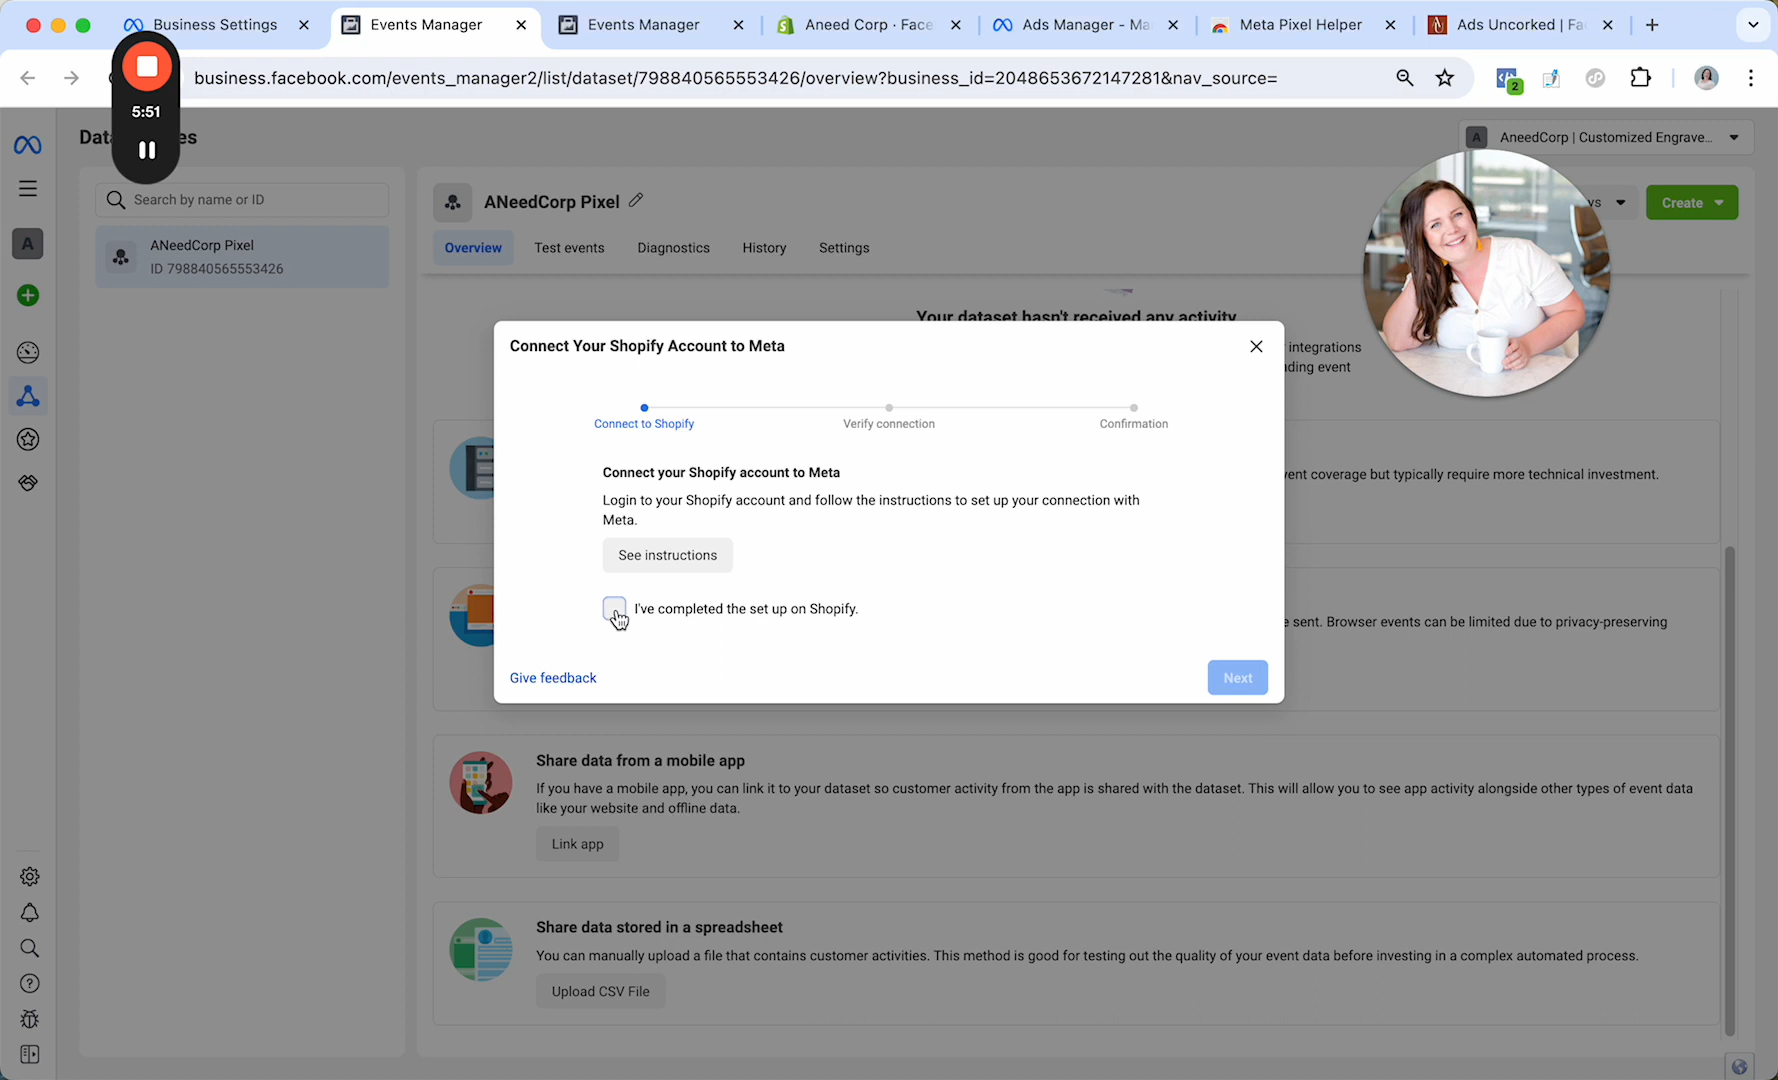 Business Settings
Events Manager
Events Manager
Aneed Corp · Face
Ads Manager - Ma
Meta Pixel Helper
Ads Uncorked | Fa
business.facebook.com/events_manager2/list/dataset/798840565553426/overview?business_id=2048653672147281&nav_source=
2
5:51
A
AneedCorp | Customized Engrave...
Search by name or ID
ANeedCorp Pixel
ID 798840565553426
A
ANeedCorp Pixel
Create
Overview
Test events
Diagnostics
History
Settings
Your dataset hasn't received any activity
integrations
Connect Your Shopify Account to Meta
Connect to Shopify
Verify connection
Confirmation
Connect your Shopify account to Meta
Login to your Shopify account and follow the instructions to set up your connection with
Meta.
See instructions
I've completed the set up on Shopify.
Give feedback
Next
coverage but typically require more technical investment.
sent. Browser events can be limited due to privacy-preserving
Share data from a mobile app
If you have a mobile app, you can link it to your dataset so customer activity from the app is shared with the dataset. This will allow you to see app activity alongside other types of event data
like your website and offline data.
Link app
Share data stored in a spreadsheet
You can manually upload a file that contains customer activities. This method is good for testing out the quality of your event data before investing in a complex automated process.
Upload CSV File